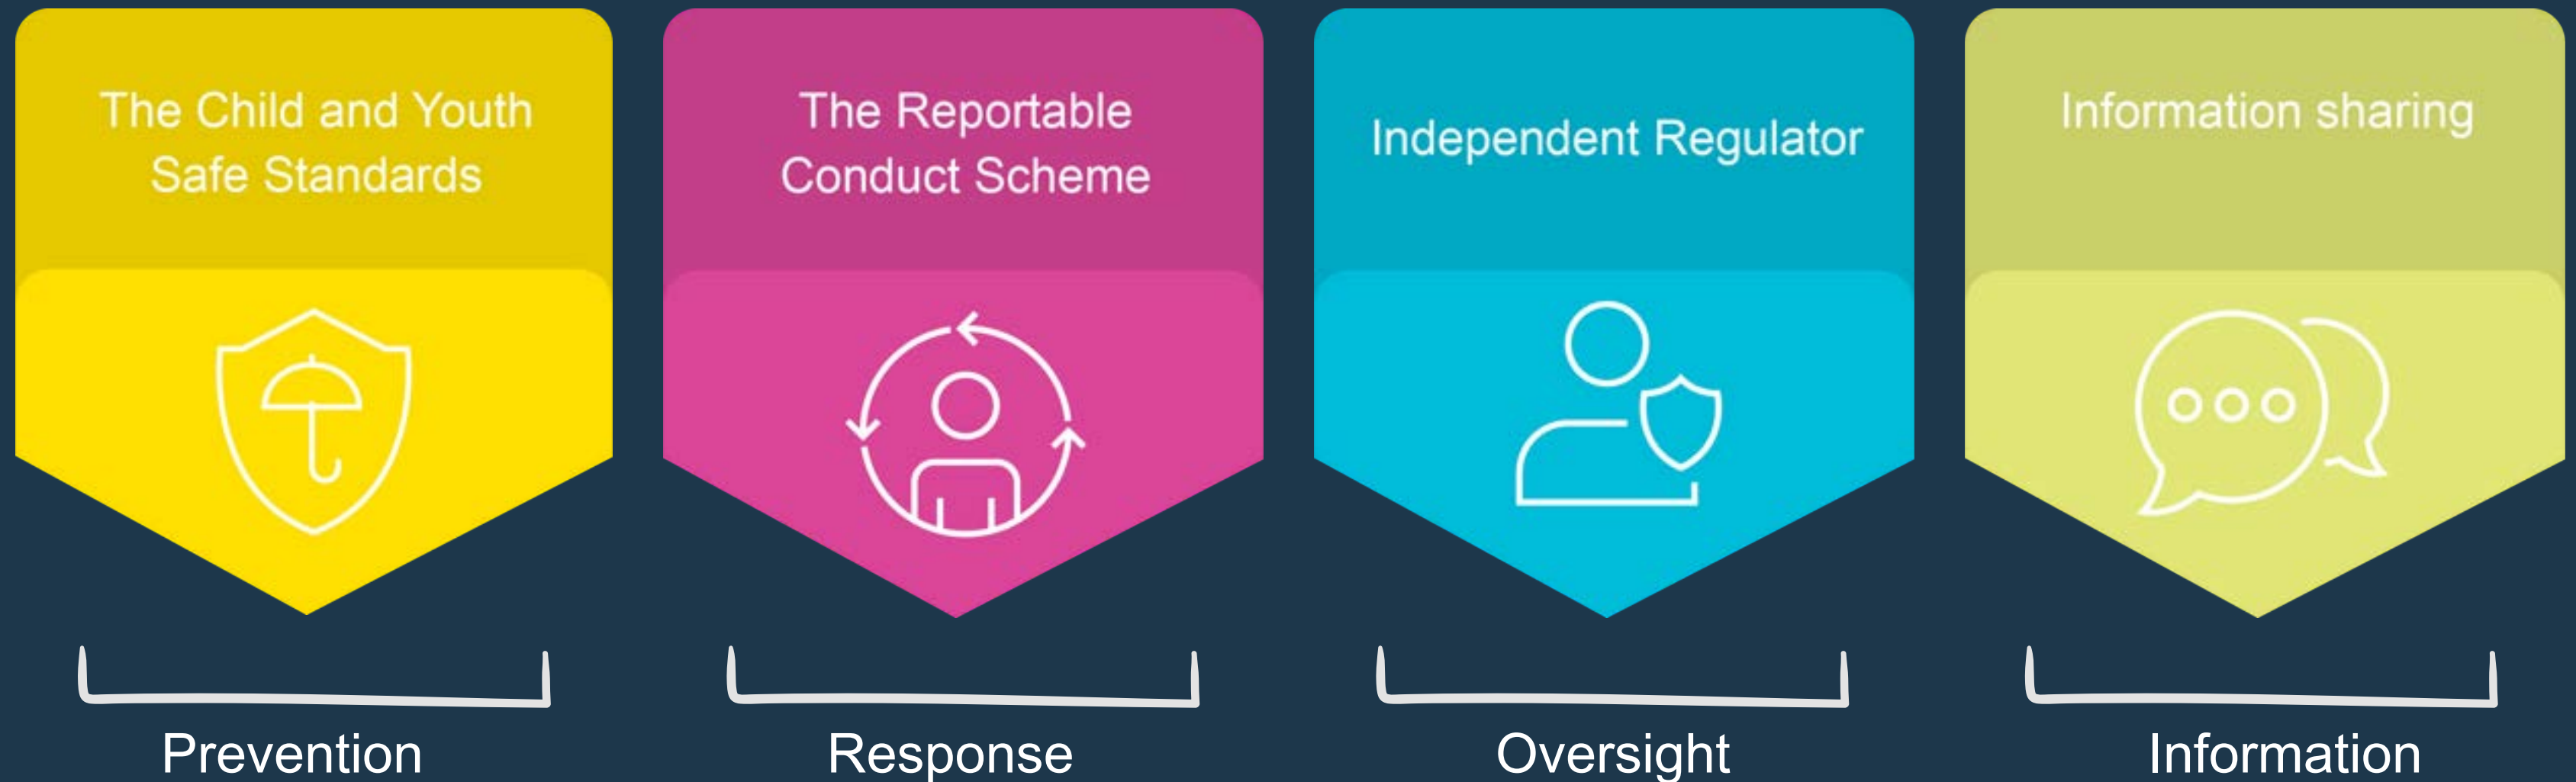 The Child and Youth
Safe Standards
The Reportable
Conduct Scheme
Independent Regulator
Information sharing
Prevention
Response
Oversight
Information